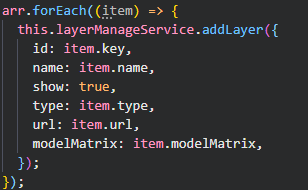 arr.forEach((item) => {
  this.layerManageService.addLayer({
    id: item.key,
    name: item.name,
    show: true,
    type: item.type,
    url: item.url,
    modelMatrix: item.modelMatrix,
  });
});